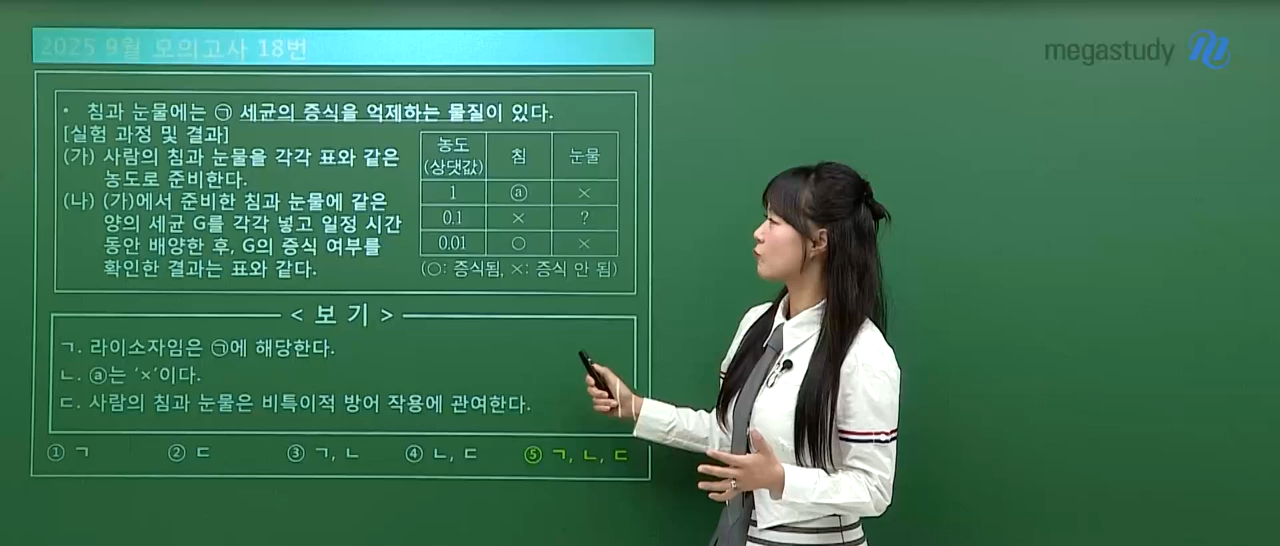 2025 9월 모의고사 18번
megastudy
• 침과 눈물에는 ㉠ 세균의 증식을 억제하는 물질이 있다.
[실험 과정 및 결과]
(가) 사람의 침과 눈물을 각각 표와 같은
농도로 준비한다.
(나) (가)에서 준비한 침과 눈물에 같은
양의 세균 G를 각각 넣고 일정 시간
동안 배양한 후, G의 증식 여부를
확인한 결과는 표와 같다.
농도
(상댓값) 침 눈물
1 ⓐ ×
0.1 × ?
0.01 ○ ×
(○: 증식됨, ×: 증식 안 됨)
< 보 기 >
ㄱ. 라이소자임은 ㉠에 해당한다.
ㄴ. ⓐ는 ‘×’이다.
ㄷ. 사람의 침과 눈물은 비특이적 방어 작용에 관여한다.
① ㄱ ② ㄷ ③ ㄱ, ㄴ ④ ㄴ, ㄷ ⑤ ㄱ, ㄴ, ㄷ